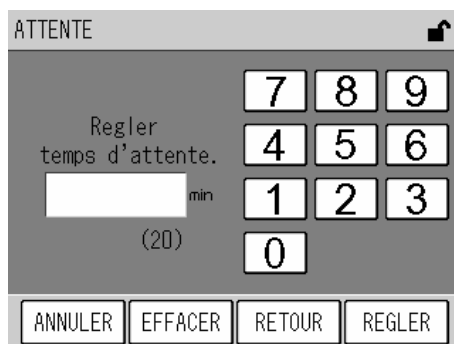 ATTENTE
7 8 9
Regler
temps d'attente.
4 5 6
min
1 2 3
(20)
0
ANNULER EFFACER RETOUR REGLER